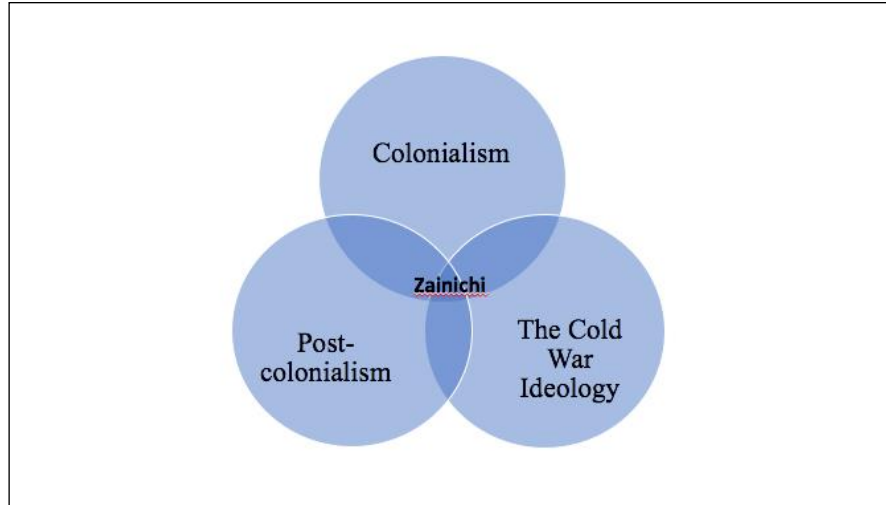 Colonialism
Zainichi
Post-
colonialism
The Cold
War
Ideology